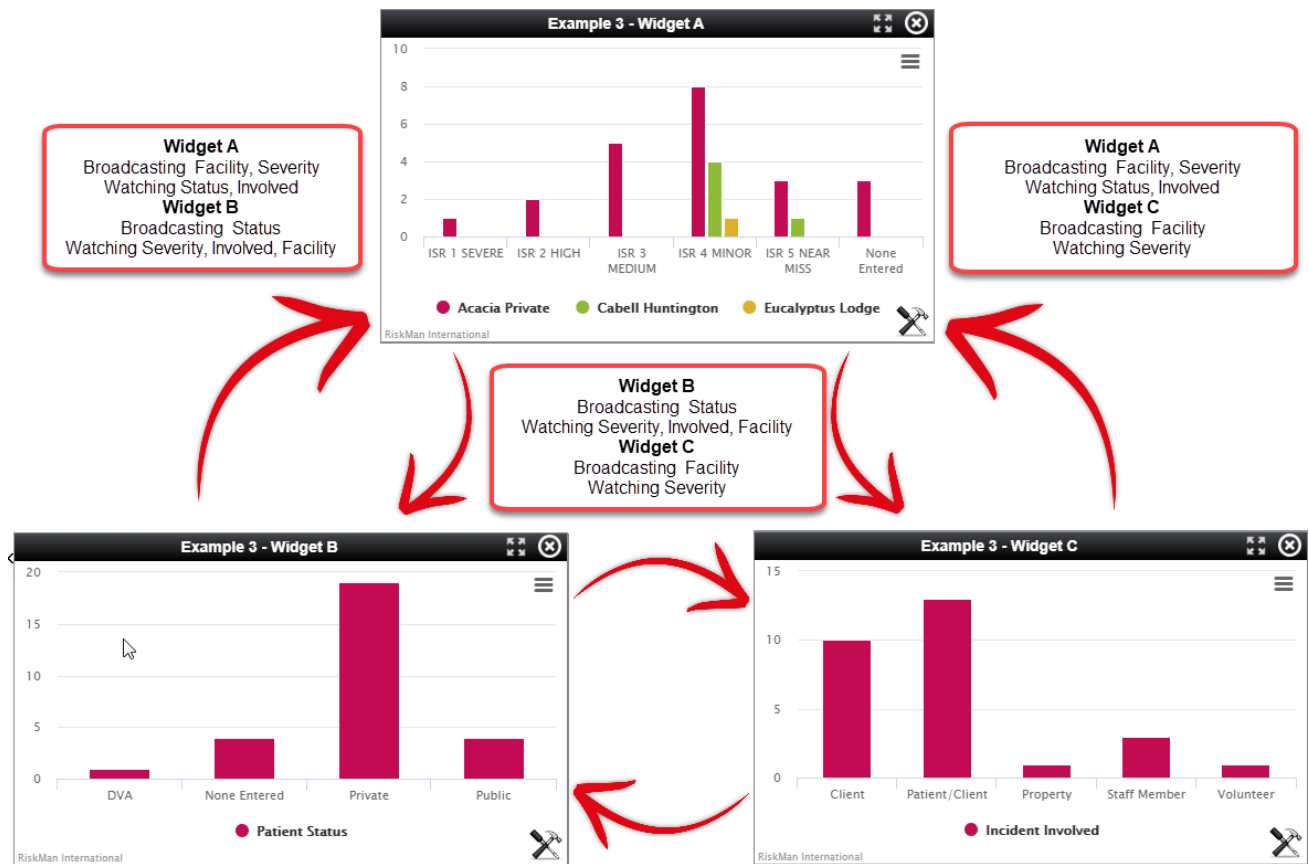 Example 3 - Widget A
10
8
6
4
2
0
ISR 1 SEVERE
ISR 2 HIGH
ISR 3
MEDIUM
ISR 4 MINOR
ISR 5 NEAR
MISS
None
Entered
Acacia Private
Cabell Huntington
Eucalyptus Lodge
RiskMan International
Widget A
Broadcasting Facility, Severity
Watching Status, Involved
Widget B
Broadcasting Status
Watching Severity, Involved, Facility
Widget A
Broadcasting Facility, Severity
Watching Status, Involved
Widget C
Broadcasting Facility
Watching Severity
Widget B
Broadcasting Status
Watching Severity, Involved, Facility
Widget C
Broadcasting Facility
Watching Severity
Example 3 - Widget B
20
15
10
5
0
DVA
None Entered
Private
Public
Patient Status
RiskMan International
Example 3 - Widget C
15
10
5
0
Client
Patient/Client
Property
Staff Member
Volunteer
Incident Involved
RiskMan International